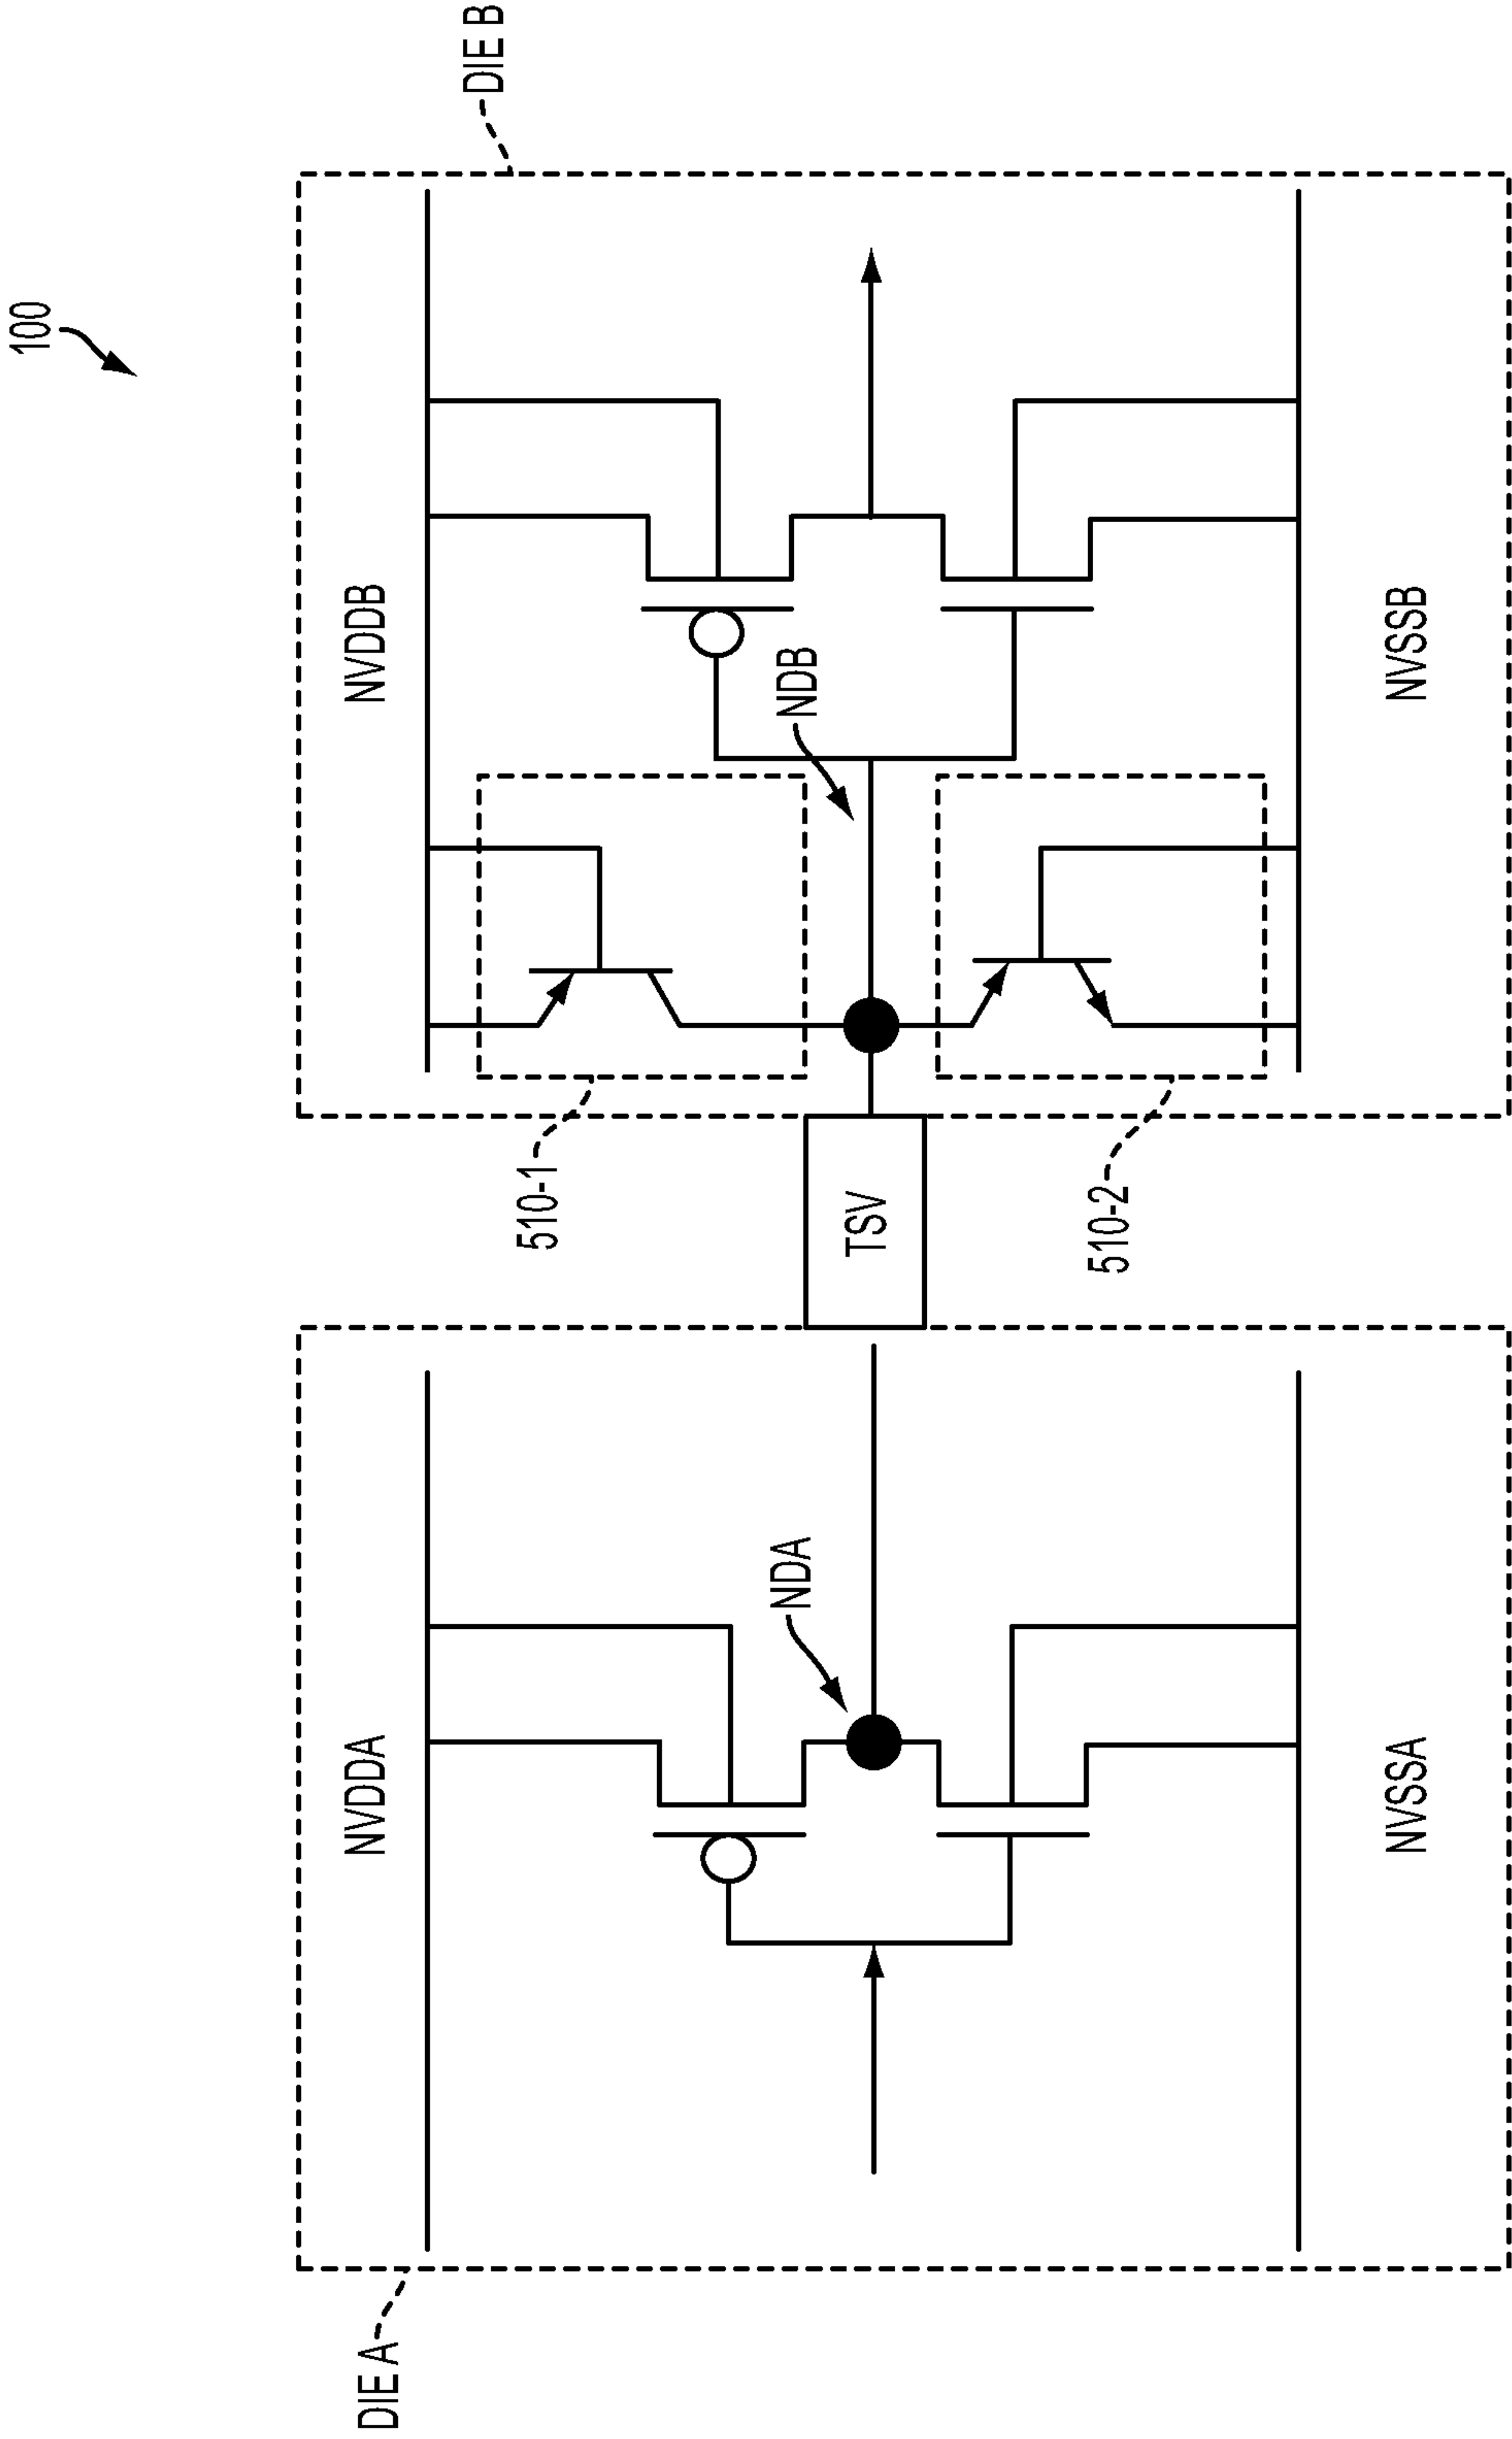 100
DIE B
NVDDB
NDB
NVSSB
510-1
TSV
510-2
NVDDA
NDA
NVSSA
DIE A